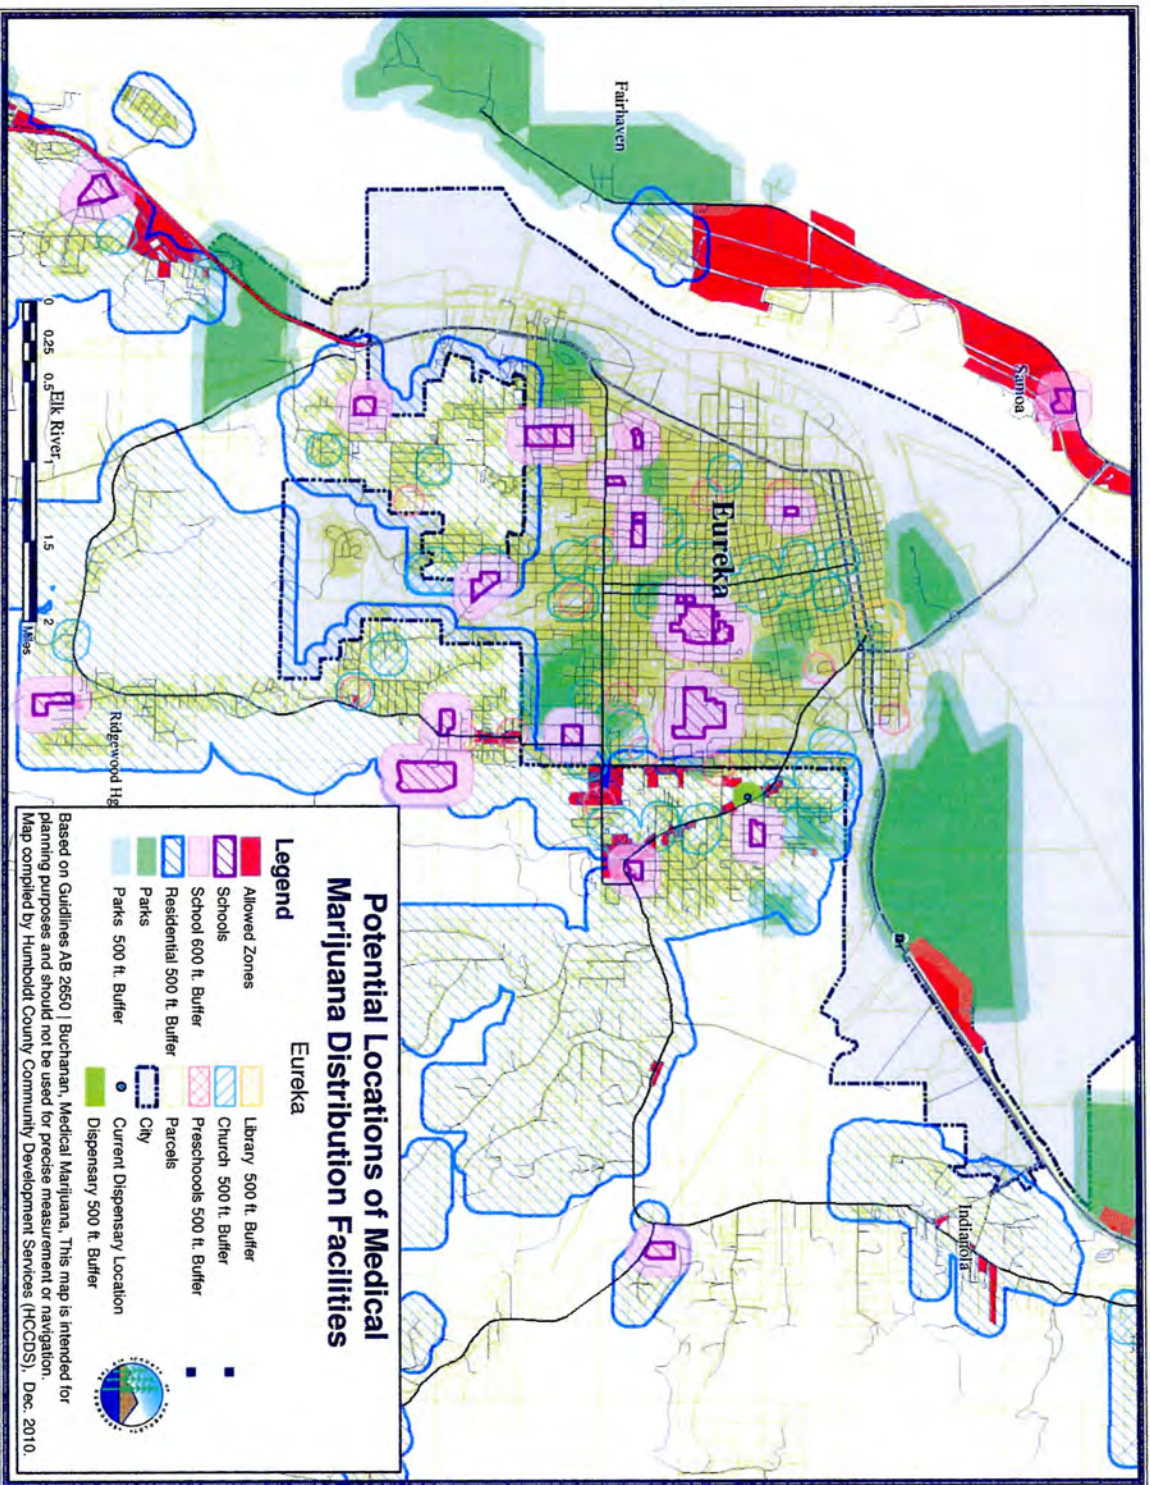 Fairhaven
Samoa
Eureka
Elk River
Ridgewood Hg
Indianola
0 0.25 0.5 1 1.5 2
Miles
Potential Locations of Medical
Marijuana Distribution Facilities
Eureka
Legend
Allowed Zones
Schools
School 600 ft. Buffer
Residential 500 ft. Buffer
Parks
Parks 500 ft. Buffer
Library 500 ft. Buffer
Church 500 ft. Buffer
Preschools 500 ft. Buffer
Parcels
City
Current Dispensary Location
Dispensary 500 ft. Buffer
Based on Guidlines AB 2650 | Buchanan, Medical Marijuana, This map is intended for
planning purposes and should not be used for precise measurement or navigation.
Map compiled by Humboldt County Community Development Services (HCCDS), Dec. 2010.